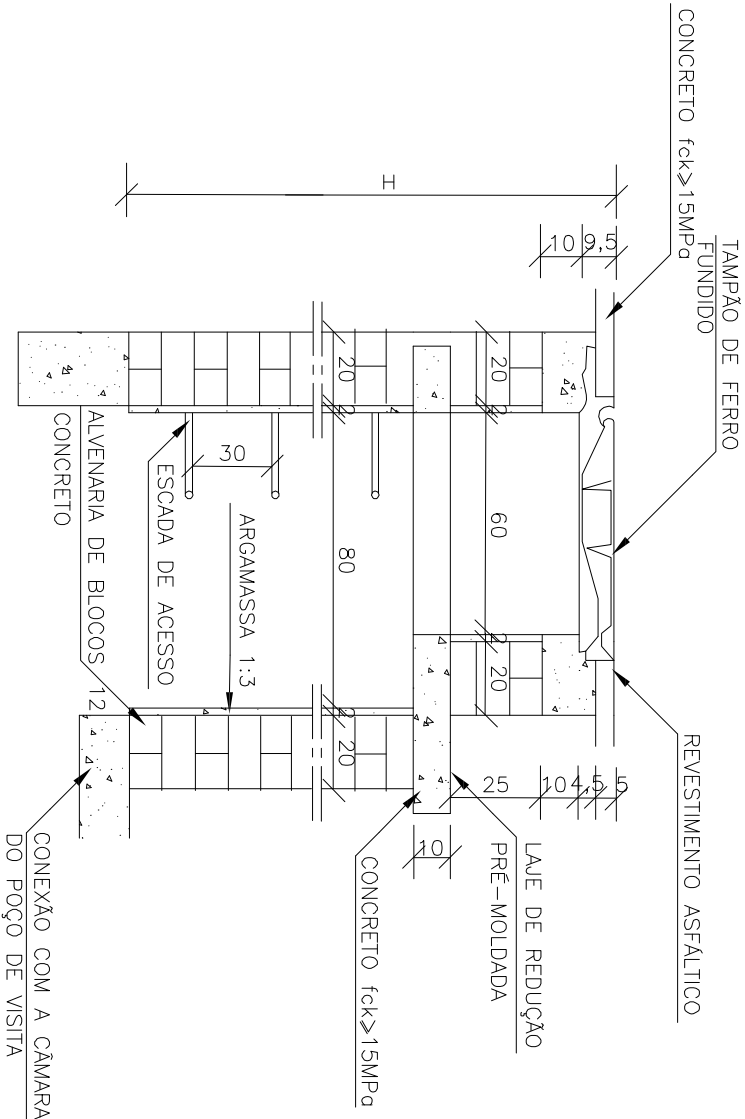 TAMPÃO DE FERRO
FUNDIDO
CONCRETO fck⩾15MPa
REVESTIMENTO ASFÁLTICO
9,5
10
H
5
4,5
10
25
20
2
60
2
20
LAJE DE REDUÇÃO
PRÉ-MOLDADA
10
CONCRETO fck⩾15MPa
20
2
80
2
20
30
ARGAMASSA 1:3
ESCADA DE ACESSO
ALVENARIA DE BLOCOS 12
CONCRETO
CONEXÃO COM A CÂMARA
DO POÇO DE VISITA